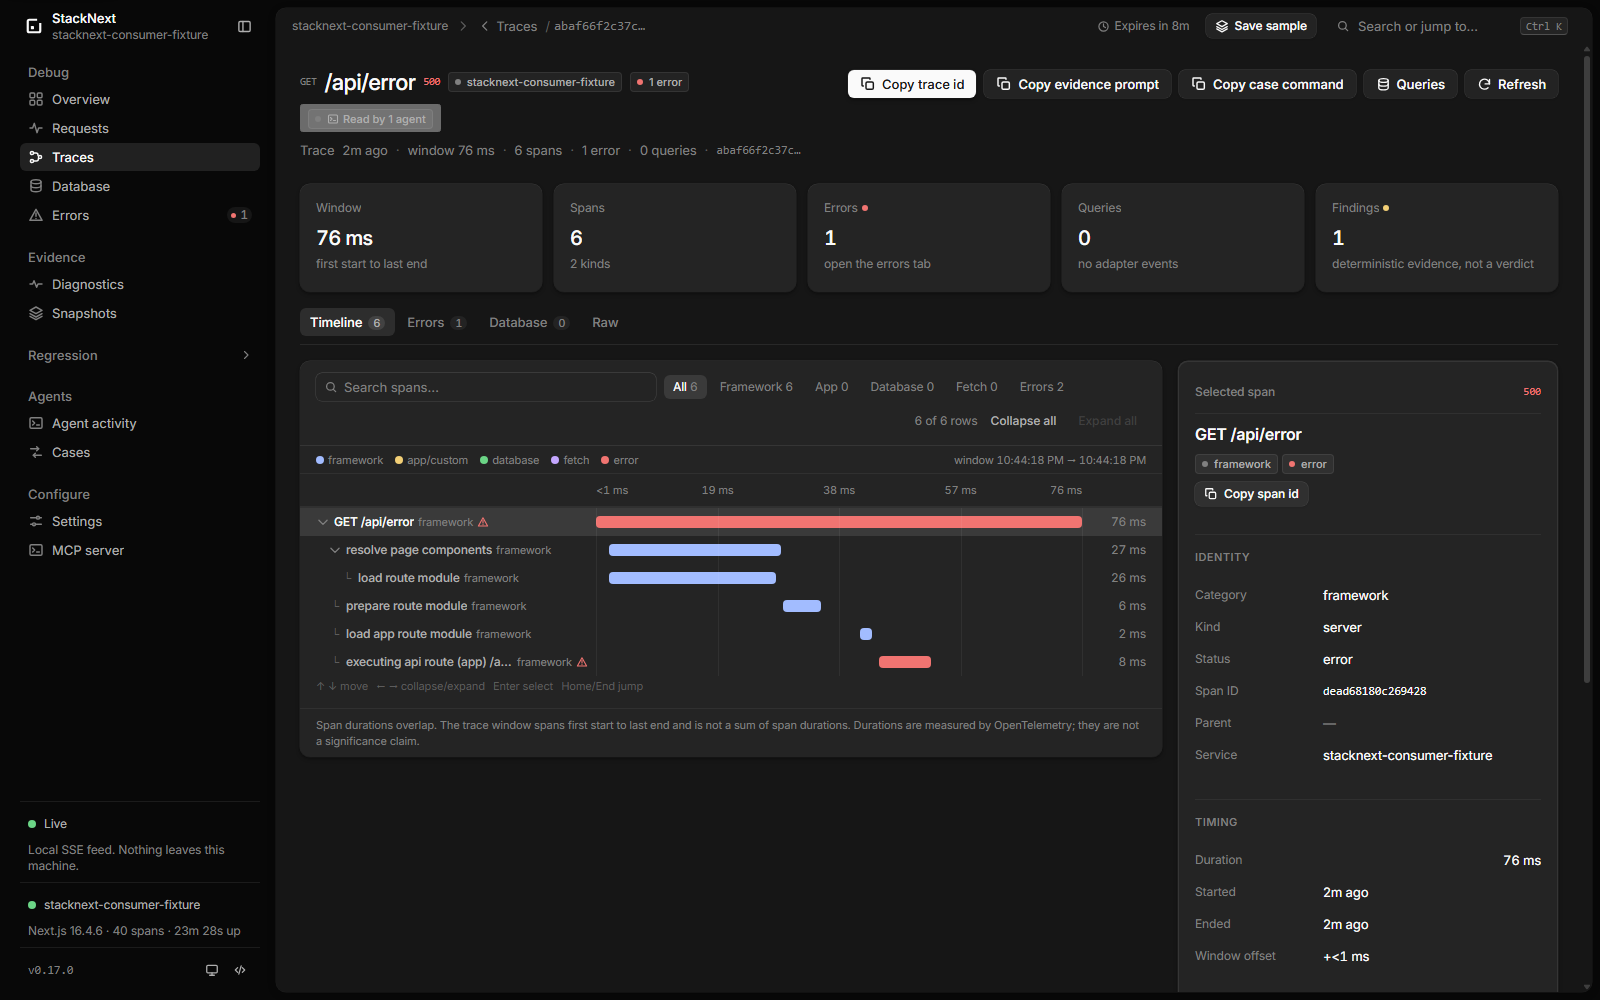 StackNext
stacknext-consumer-fixture
Debug
Overview
Requests
Traces
Database
Errors 1
Evidence
Diagnostics
Snapshots
Regression
Agents
Agent activity
Cases
Configure
Settings
MCP server
Live
Local SSE feed. Nothing leaves this
machine.
stacknext-consumer-fixture
Next.js 16.4.6 · 40 spans · 23m 28s up
v0.17.0
stacknext-consumer-fixture Traces / abaf66f2c37c…
Expires in 8m Save sample Search or jump to... Ctrl K
GET /api/error 500 stacknext-consumer-fixture 1 error
Copy trace id Copy evidence prompt Copy case command Queries Refresh
Read by 1 agent
Trace 2m ago · window 76 ms · 6 spans · 1 error · 0 queries · abaf66f2c37c…
Window
76 ms
first start to last end
Spans
6
2 kinds
Errors
1
open the errors tab
Queries
0
no adapter events
Findings
1
deterministic evidence, not a verdict
Timeline 6 Errors 1 Database 0 Raw
Search spans... All 6 Framework 6 App 0 Database 0 Fetch 0 Errors 2
6 of 6 rows Collapse all Expand all
framework app/custom database fetch error window 10:44:18 PM → 10:44:18 PM
<1 ms 19 ms 38 ms 57 ms 76 ms
GET /api/error framework 76 ms
resolve page components framework 27 ms
load route module framework 26 ms
prepare route module framework 6 ms
load app route module framework 2 ms
executing api route (app) /a... framework 8 ms
↑ ↓ move ← → collapse/expand Enter select Home/End jump
Span durations overlap. The trace window spans first start to last end and is not a sum of span durations. Durations are measured by OpenTelemetry; they are not
a significance claim.
Selected span 500
GET /api/error
framework error
Copy span id
IDENTITY
Category framework
Kind server
Status error
Span ID dead68180c269428
Parent —
Service stacknext-consumer-fixture
TIMING
Duration 76 ms
Started 2m ago
Ended 2m ago
Window offset +<1 ms